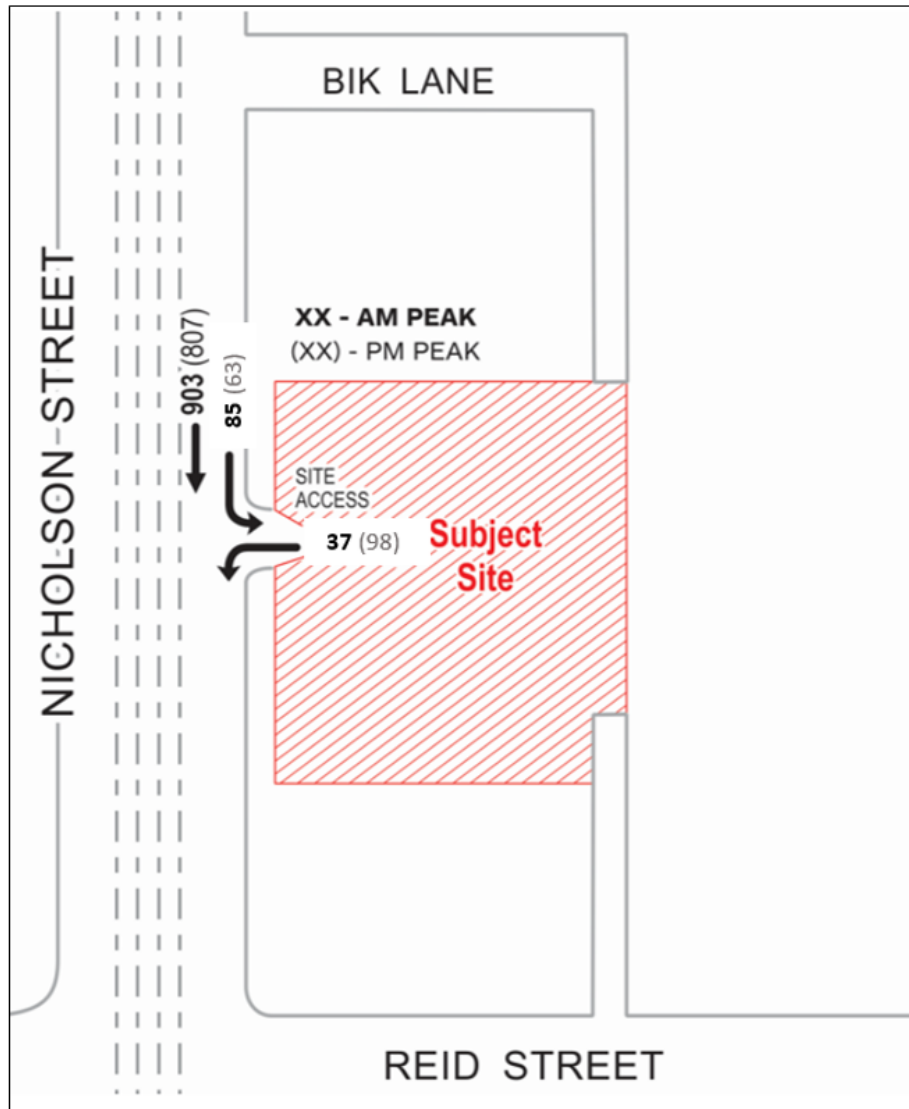 BIK LANE
NICHOLSON STREET
903 (807)
85 (63)
XX - AM PEAK
(XX) - PM PEAK
SITE
ACCESS
37 (98)
Subject
Site
REID STREET